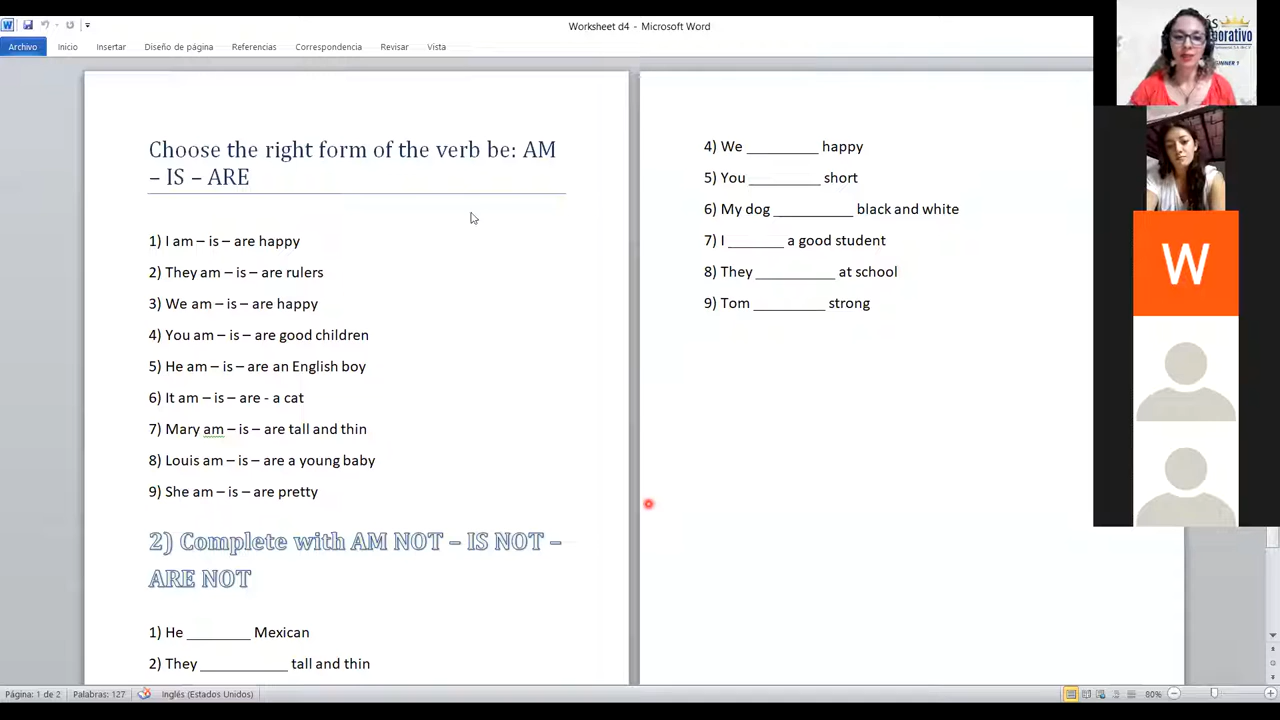 Worksheet d4 - Microsoft Word
Archivo Inicio Insertar Diseño de página Referencias Correspondencia Revisar Vista
Choose the right form of the verb be: AM
– IS – ARE
1) I am – is – are happy
2) They am – is – are rulers
3) We am – is – are happy
4) You am – is – are good children
5) He am – is – are an English boy
6) It am – is – are - a cat
7) Mary am – is – are tall and thin
8) Louis am – is – are a young baby
9) She am – is – are pretty
2) Complete with AM NOT – IS NOT –
ARE NOT
1) He ________ Mexican
2) They ___________ tall and thin
4) We _________ happy
5) You _________ short
6) My dog __________ black and white
7) I _______ a good student
8) They __________ at school
9) Tom _________ strong
W
Página: 1 de 2 Palabras: 127 Inglés (Estados Unidos) 80%